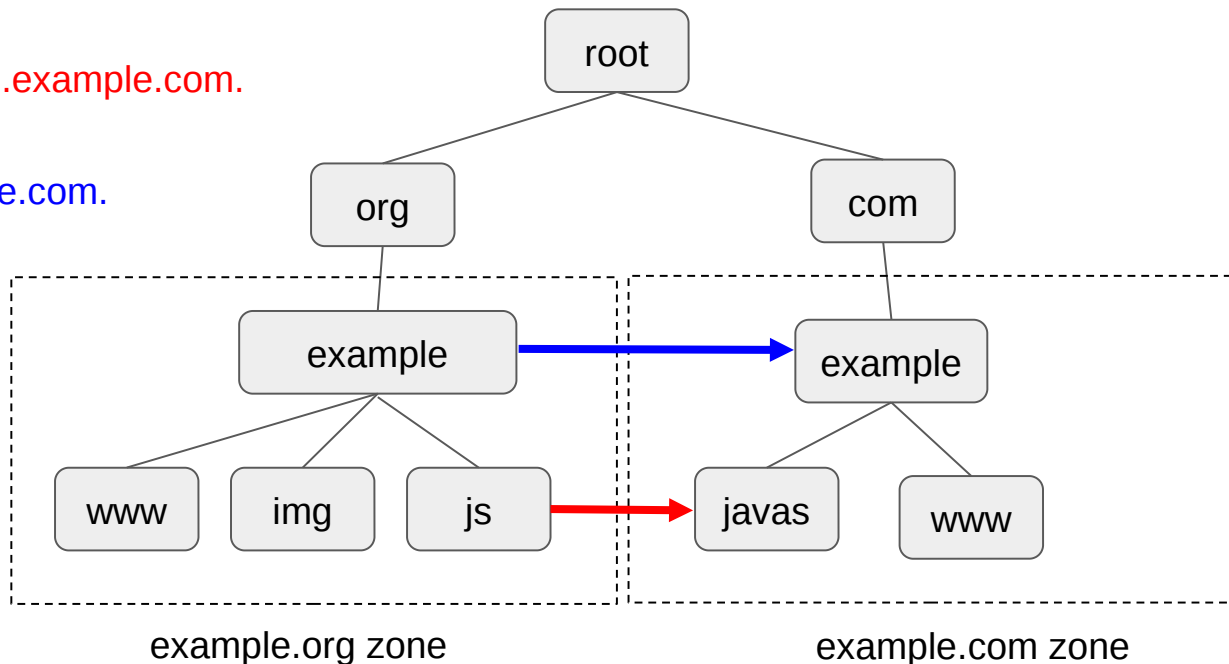 root
.example.com.
e.com.
org
com
example
example
www
img
js
javas
www
example.org zone
example.com zone